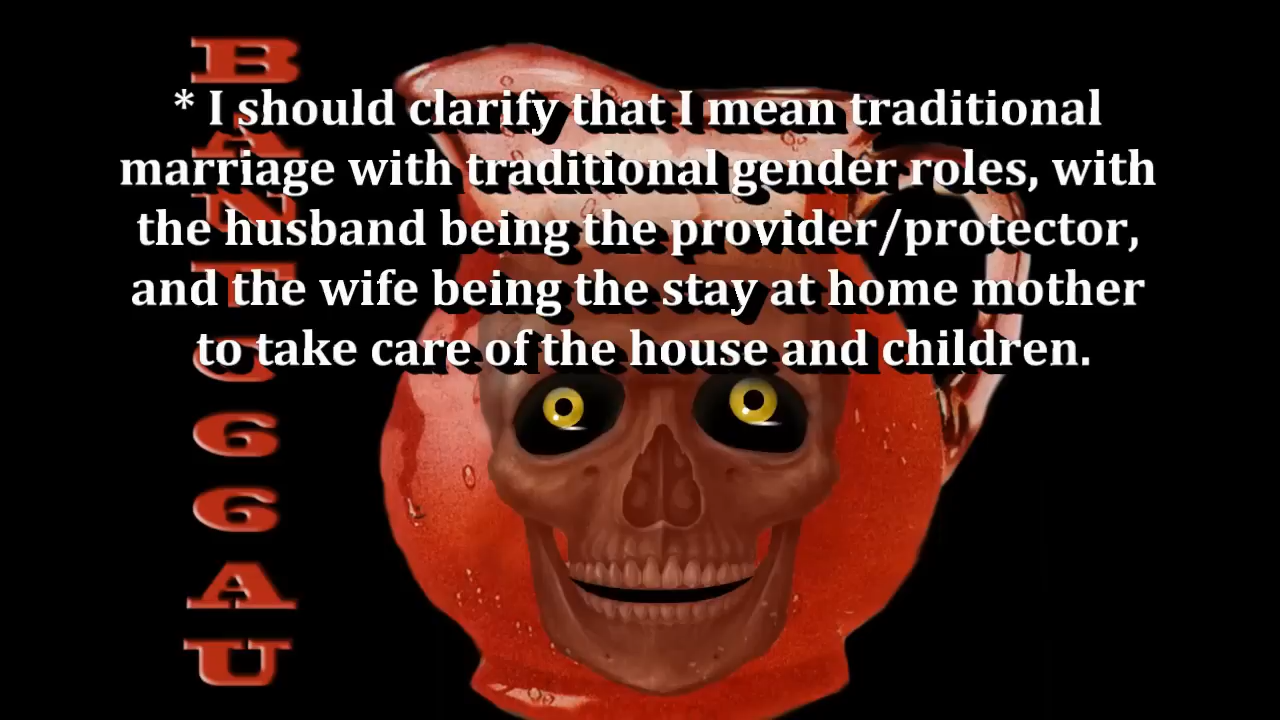 * I should clarify that I mean traditional
marriage with traditional gender roles, with
the husband being the provider/protector,
and the wife being the stay at home mother
to take care of the house and children.